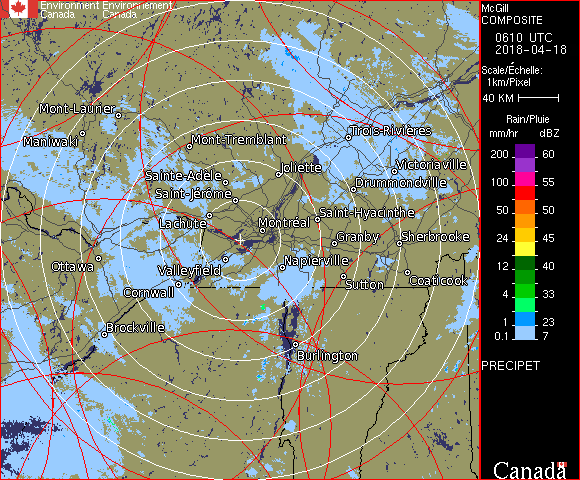 Environment Environnement
Canada Canada
Mont-Laurier
Maniwaki
Mont-Tremblant
Trois-Rivières
Joliette
Victoriaville
Sainte-Adèle
Drummondville
Saint-Jérôme
Saint-Hyacinthe
Lachute
Montréal
Granby
Sherbrooke
Ottawa
Valleyfield
Napierville
Cornwall
Sutton
Coaticook
Brockville
Burlington
McGill
COMPOSITE
0610 UTC
2018-04-18
Scale/Échelle:
1km/Pixel
40 KM
Rain/Pluie
mm/hr dBZ
200 60
100 55
50 50
24 45
12 40
4 33
1 23
0.1 7
PRECIPET
Canada